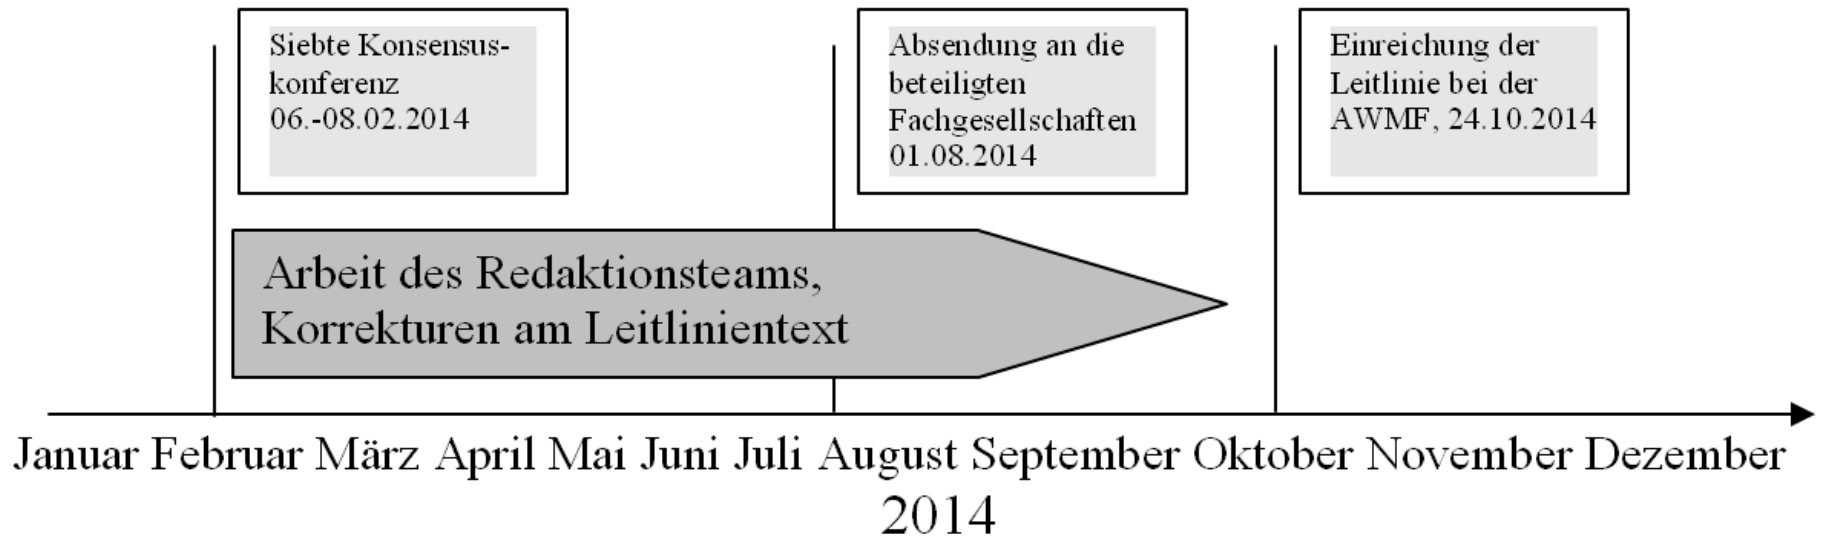 Siebte Konsensus-
konferenz
06.-08.02.2014
Absendung an die
beteiligten
Fachgesellschaften
01.08.2014
Einreichung der
Leitlinie bei der
AWMF, 24.10.2014
Arbeit des Redaktionsteams,
Korrekturen am Leitlinientext
Januar Februar März April Mai Juni Juli August September Oktober November Dezember
2014